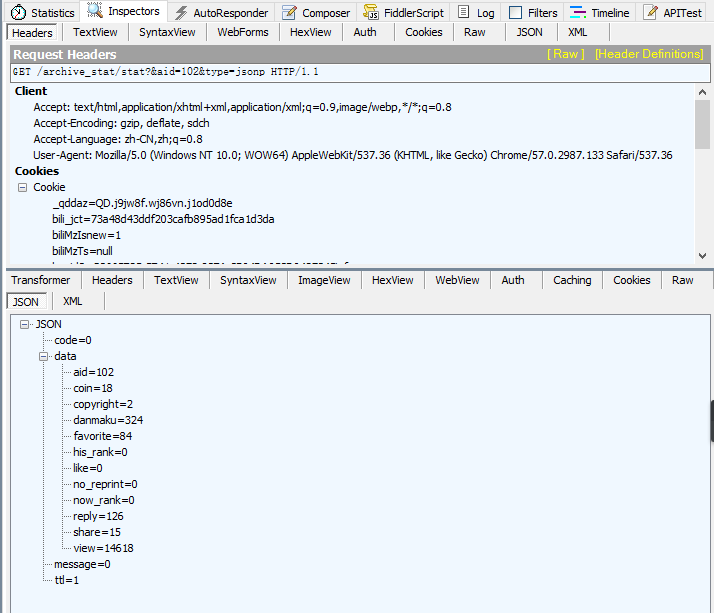 Statistics Inspectors AutoResponder Composer FiddlerScript Log Filters Timeline APITest
Headers TextView SyntaxView WebForms HexView Auth Cookies Raw JSON XML
Request Headers [ Raw ] [Header Definitions]
GET /archive_stat/stat?&aid=102&type=jsonp HTTP/1.1
Client
Accept: text/html,application/xhtml+xml,application/xml;q=0.9,image/webp,*/*;q=0.8
Accept-Encoding: gzip, deflate, sdch
Accept-Language: zh-CN,zh;q=0.8
User-Agent: Mozilla/5.0 (Windows NT 10.0; WOW64) AppleWebKit/537.36 (KHTML, like Gecko) Chrome/57.0.2987.133 Safari/537.36
Cookies
Cookie
_qddaz=QD.j9jw8f.wj86vn.j1od0d8e
bili_jct=73a48d43ddf203cafb895ad1fca1d3da
biliMzIsnew=1
biliMzTs=null
Transformer Headers TextView SyntaxView ImageView HexView WebView Auth Caching Cookies Raw
JSON XML
JSON
code=0
data
aid=102
coin=18
copyright=2
danmaku=324
favorite=84
his_rank=0
like=0
no_reprint=0
now_rank=0
reply=126
share=15
view=14618
message=0
ttl=1